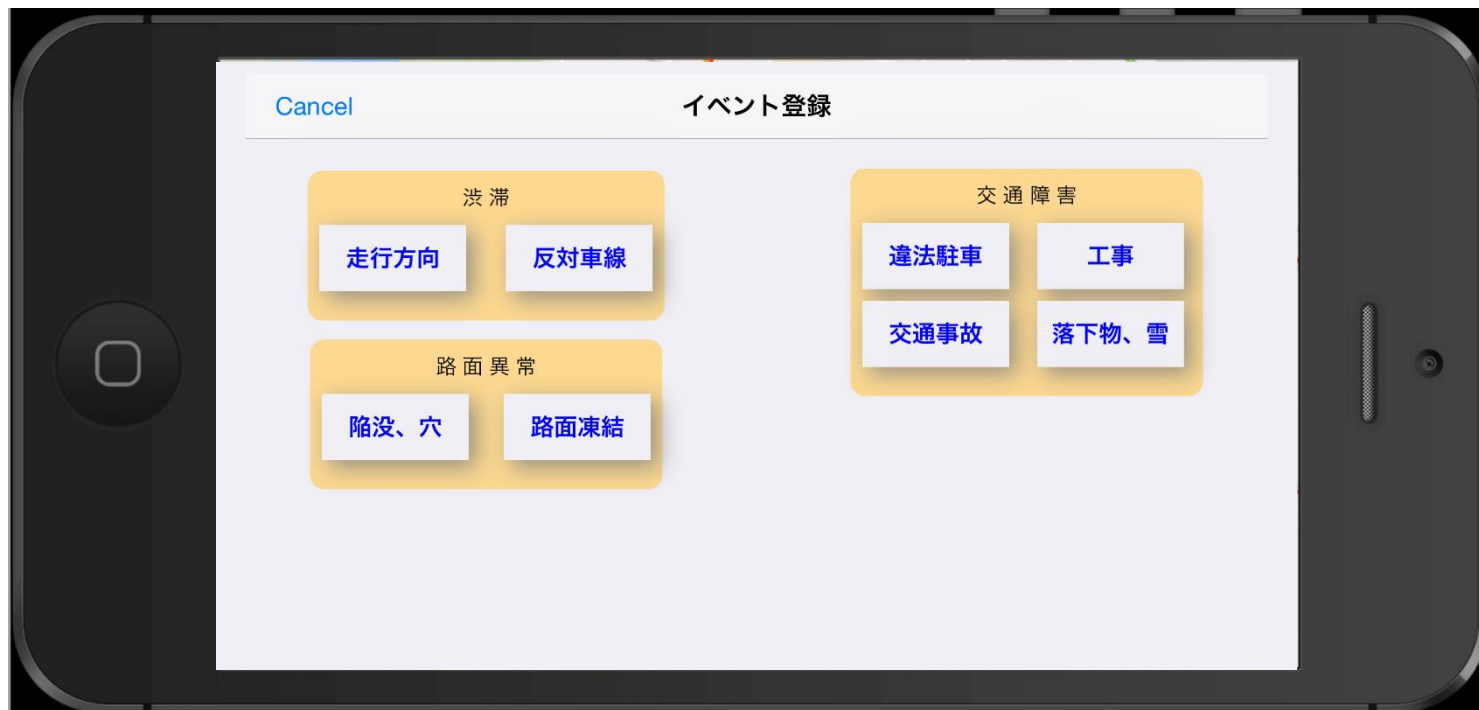 Cancel
イベント登録
渋滞
走行方向
反対車線
路面異常
陥没、穴
路面凍結
交通障害
違法駐車
工事
交通事故
落下物、雪